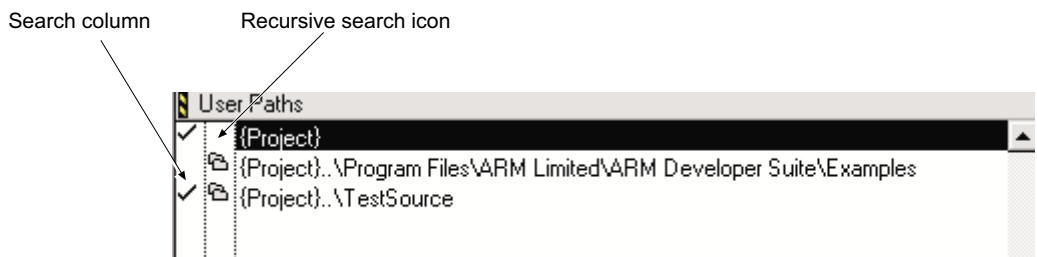 Search column
Recursive search icon
User Paths
{Project}
{Project}..\Program Files\ARM Limited\ARM Developer Suite\Examples
{Project}..\TestSource